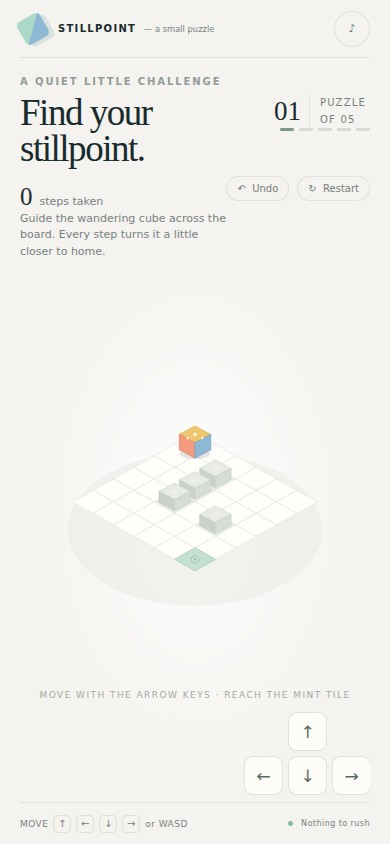 STILLPOINT — a small puzzle
♪
A QUIET LITTLE CHALLENGE
Find your
stillpoint.
01 PUZZLE
OF 05
0 steps taken
↶ Undo
↻ Restart
Guide the wandering cube across the
board. Every step turns it a little
closer to home.
MOVE WITH THE ARROW KEYS · REACH THE MINT TILE
↑
← ↓ →
MOVE ↑ ← ↓ → or WASD
Nothing to rush